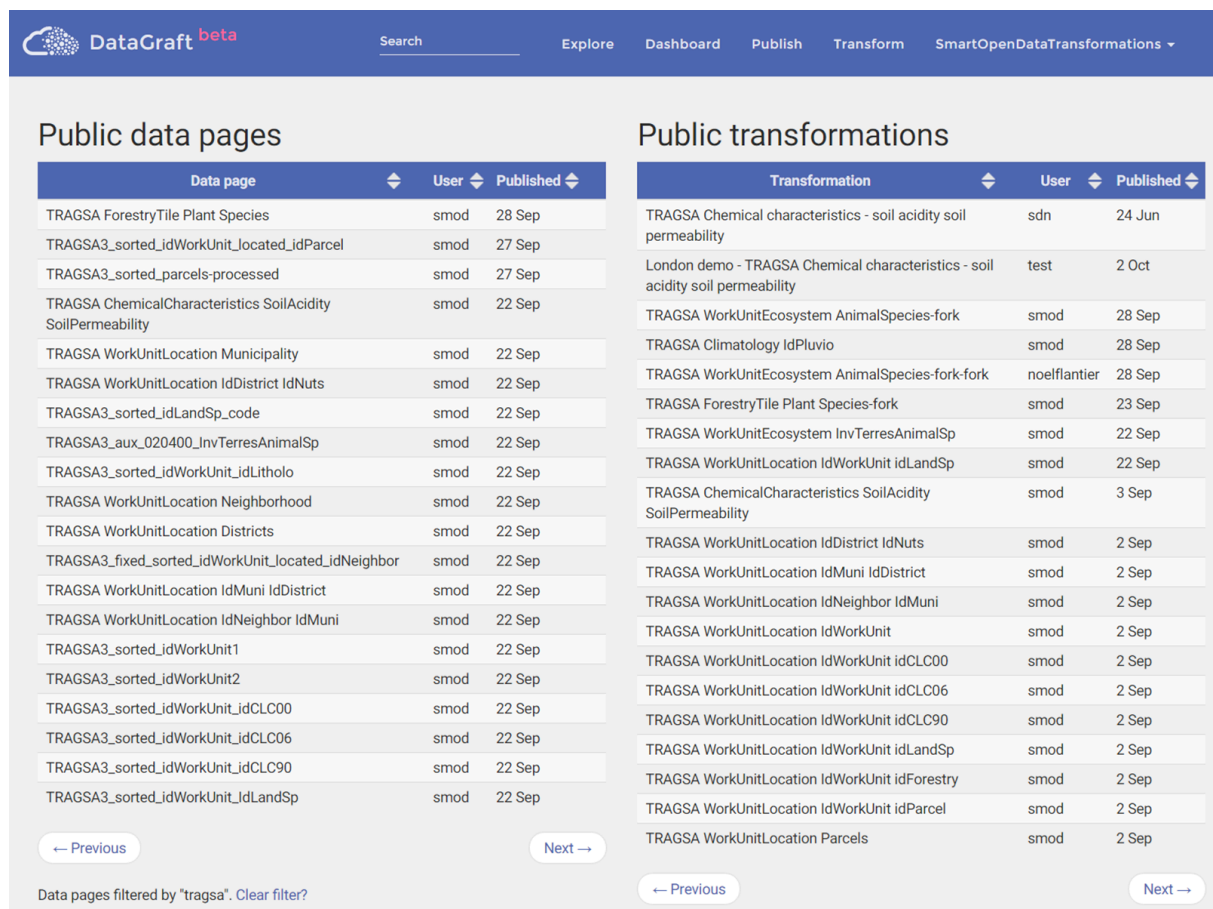 DataGraft beta
Search
Explore
Dashboard
Publish
Transform
SmartOpenDataTransformations
Public data pages
Data page User Published
TRAGSA ForestryTile Plant Species smod 28 Sep
TRAGSA3_sorted_idWorkUnit_located_idParcel smod 27 Sep
TRAGSA3_sorted_parcels-processed smod 27 Sep
TRAGSA ChemicalCharacteristics SoilAcidity smod 22 Sep
SoilPermeability
TRAGSA WorkUnitLocation Municipality smod 22 Sep
TRAGSA WorkUnitLocation IdDistrict IdNuts smod 22 Sep
TRAGSA3_sorted_idLandSp_code smod 22 Sep
TRAGSA3_aux_020400_InvTerresAnimalSp smod 22 Sep
TRAGSA3_sorted_idWorkUnit_idLitholo smod 22 Sep
TRAGSA WorkUnitLocation Neighborhood smod 22 Sep
TRAGSA WorkUnitLocation Districts smod 22 Sep
TRAGSA3_fixed_sorted_idWorkUnit_located_idNeighbor smod 22 Sep
TRAGSA WorkUnitLocation IdMuni IdDistrict smod 22 Sep
TRAGSA WorkUnitLocation IdNeighbor IdMuni smod 22 Sep
TRAGSA3_sorted_idWorkUnit1 smod 22 Sep
TRAGSA3_sorted_idWorkUnit2 smod 22 Sep
TRAGSA3_sorted_idWorkUnit_idCLC00 smod 22 Sep
TRAGSA3_sorted_idWorkUnit_idCLC06 smod 22 Sep
TRAGSA3_sorted_idWorkUnit_idCLC90 smod 22 Sep
TRAGSA3_sorted_idWorkUnit_IdLandSp smod 22 Sep
← Previous
Next →
Data pages filtered by "tragsa". Clear filter?
Public transformations
Transformation User Published
TRAGSA Chemical characteristics - soil acidity soil sdn 24 Jun
permeability
London demo - TRAGSA Chemical characteristics - soil test 2 Oct
acidity soil permeability
TRAGSA WorkUnitEcosystem AnimalSpecies-fork smod 28 Sep
TRAGSA Climatology IdPluvio smod 28 Sep
TRAGSA WorkUnitEcosystem AnimalSpecies-fork-fork noelflantier 28 Sep
TRAGSA ForestryTile Plant Species-fork smod 23 Sep
TRAGSA WorkUnitEcosystem InvTerresAnimalSp smod 22 Sep
TRAGSA WorkUnitLocation IdWorkUnit idLandSp smod 22 Sep
TRAGSA ChemicalCharacteristics SoilAcidity smod 3 Sep
SoilPermeability
TRAGSA WorkUnitLocation IdDistrict IdNuts smod 2 Sep
TRAGSA WorkUnitLocation IdMuni IdDistrict smod 2 Sep
TRAGSA WorkUnitLocation IdNeighbor IdMuni smod 2 Sep
TRAGSA WorkUnitLocation IdWorkUnit smod 2 Sep
TRAGSA WorkUnitLocation IdWorkUnit idCLC00 smod 2 Sep
TRAGSA WorkUnitLocation IdWorkUnit idCLC06 smod 2 Sep
TRAGSA WorkUnitLocation IdWorkUnit idCLC90 smod 2 Sep
TRAGSA WorkUnitLocation IdWorkUnit idLandSp smod 2 Sep
TRAGSA WorkUnitLocation IdWorkUnit idForestry smod 2 Sep
TRAGSA WorkUnitLocation IdWorkUnit idParcel smod 2 Sep
TRAGSA WorkUnitLocation Parcels smod 2 Sep
← Previous
Next →